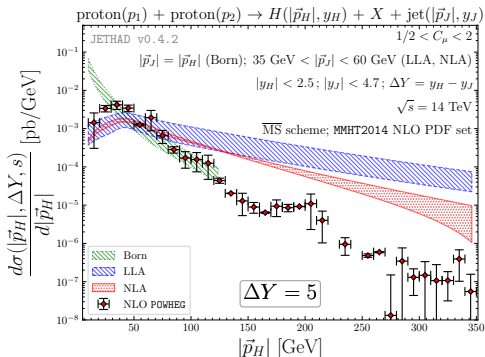 proton(p₁) + proton(p₂) → H(|p⃗_H|, y_H) + X + jet(|p⃗_J|, y_J)
JETHAD v0.4.2
1/2 < C_μ < 2
|p⃗_J| = |p⃗_H| (Born); 35 GeV < |p⃗_J| < 60 GeV (LLA, NLA)
|y_H| < 2.5; |y_J| < 4.7; ΔY = y_H − y_J
√s = 14 TeV
M̅S̅ scheme; MMHT2014 NLO PDF set
dσ(|p⃗_H|, ΔY, s) / d|p⃗_H| [pb/GeV]
10⁻¹
10⁻²
10⁻³
10⁻⁴
10⁻⁵
10⁻⁶
10⁻⁷
10⁻⁸
Born
LLA
NLA
NLO POWHEG
ΔY = 5
50 100 150 200 250 300 350
|p⃗_H| [GeV]